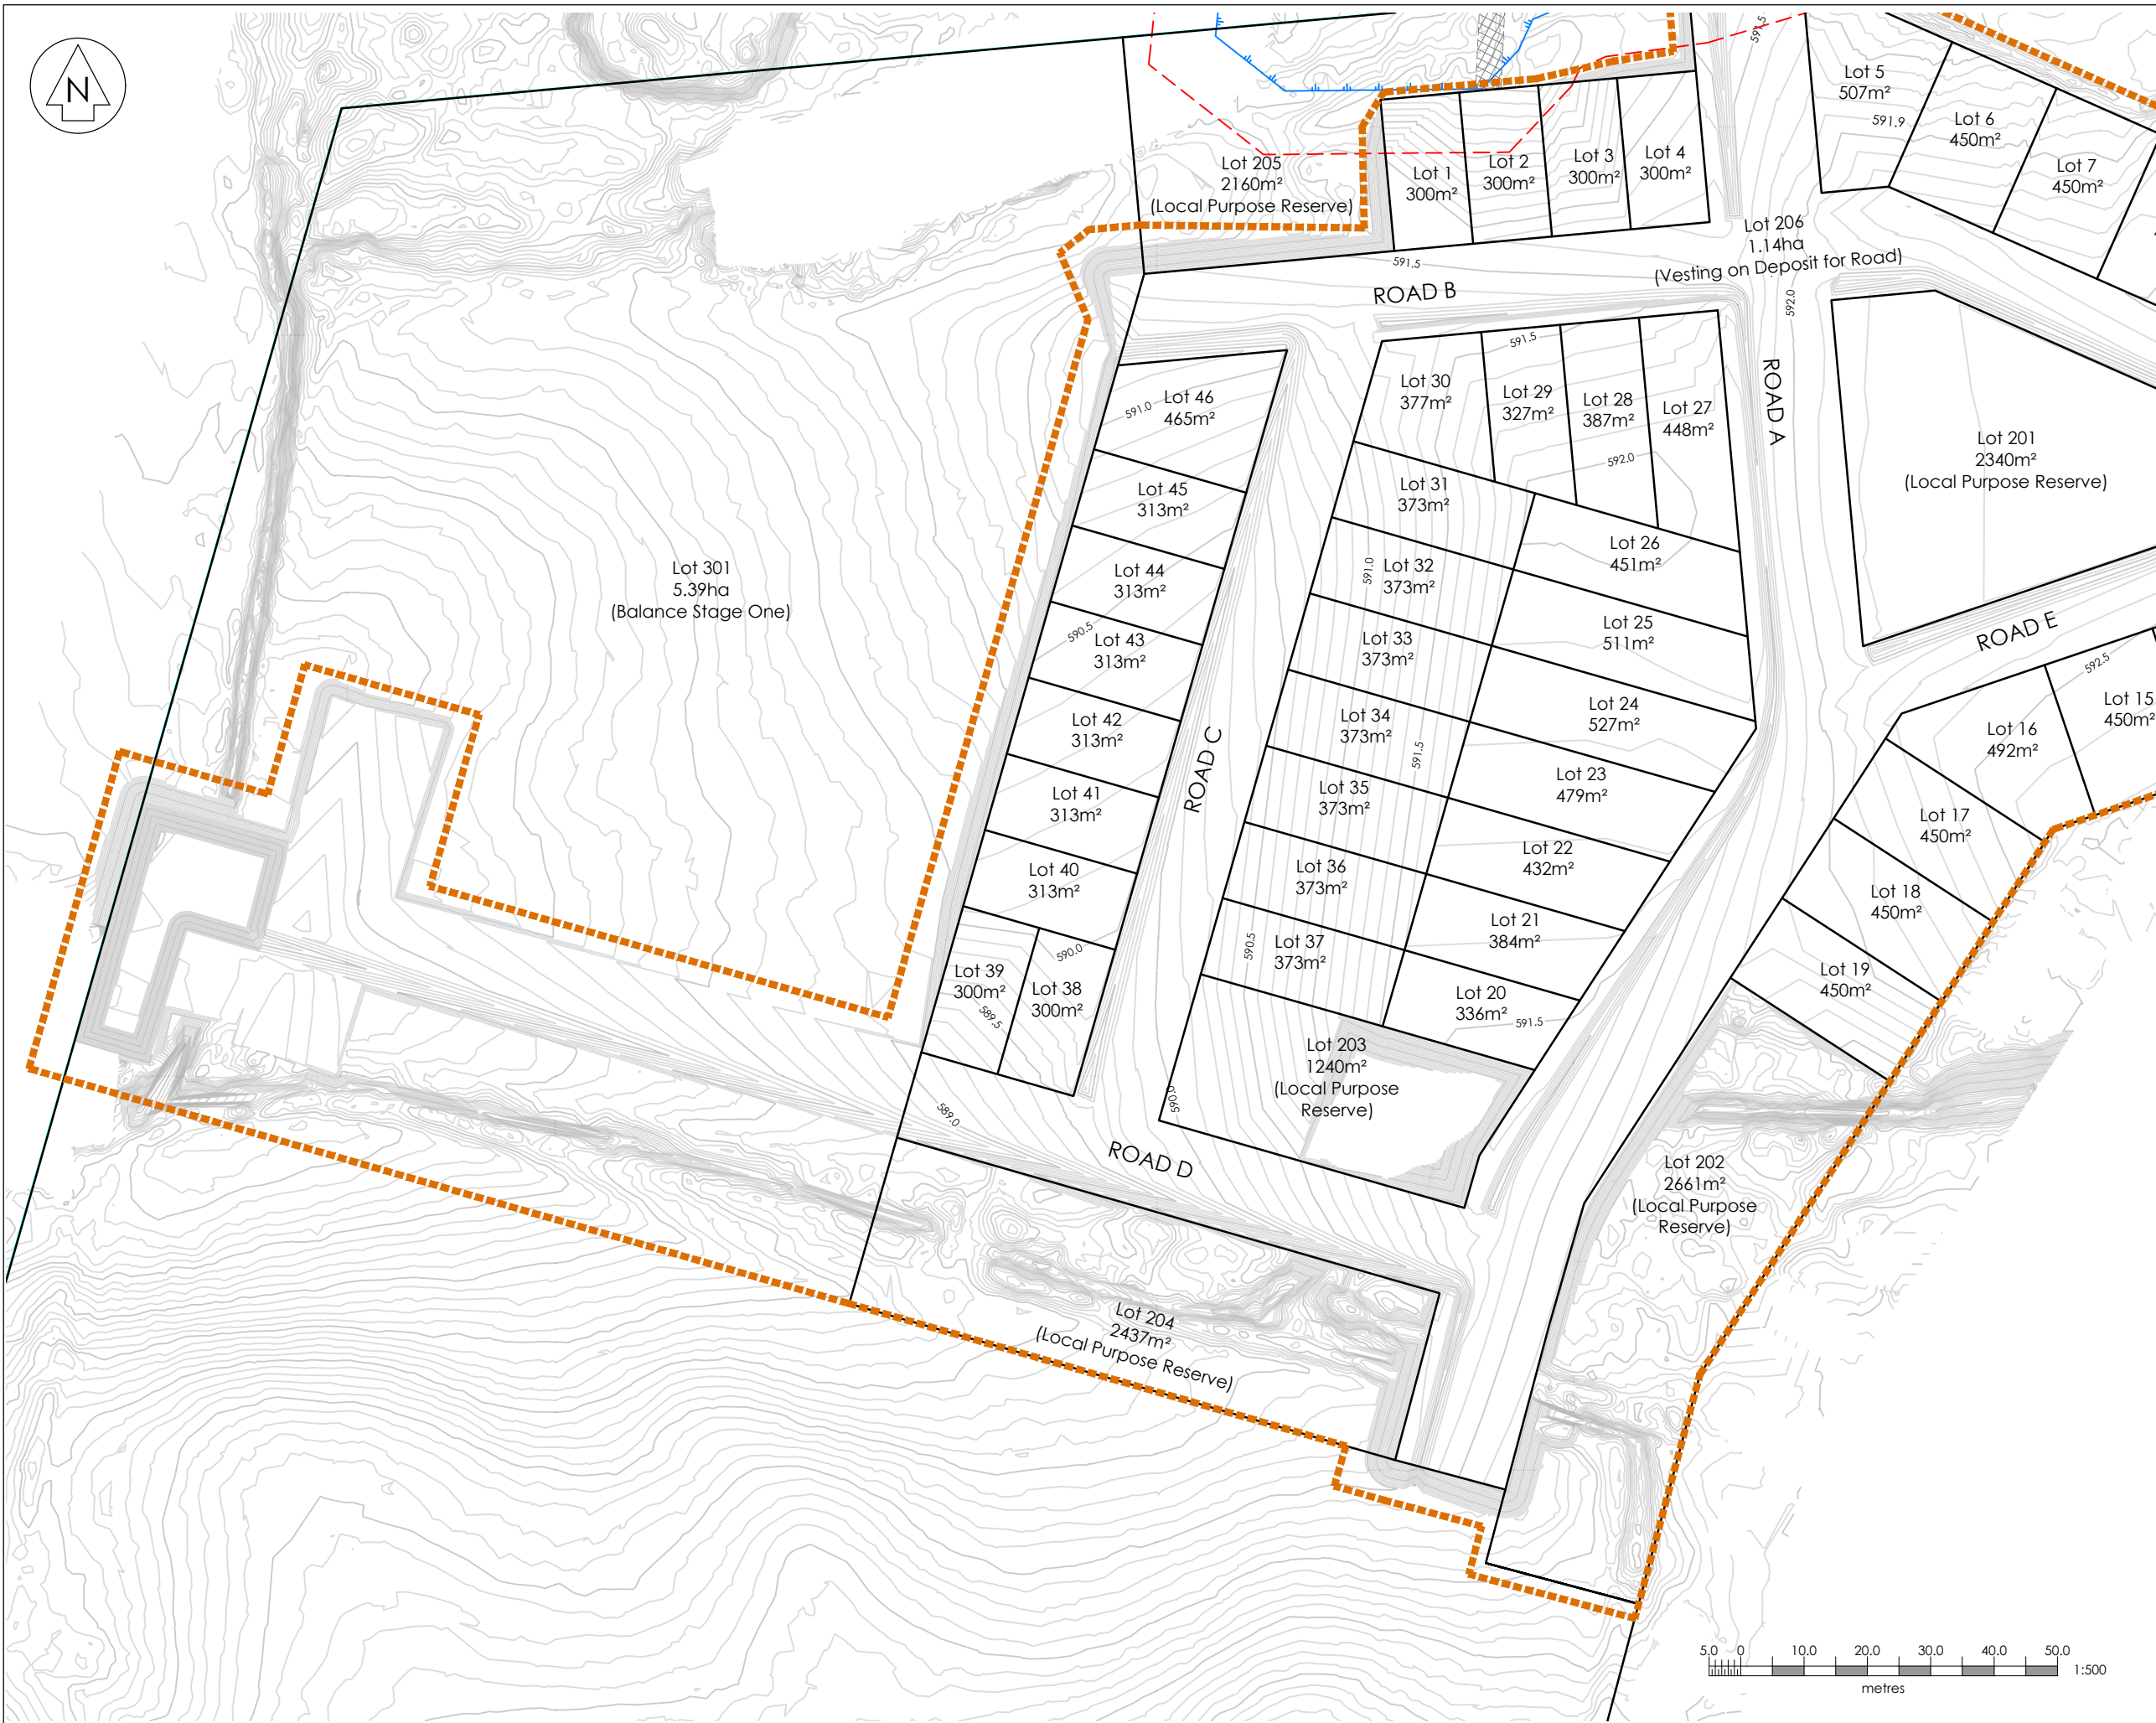 N
591.5
Lot 5
507m²
591.9
Lot 6
450m²
Lot 7
450m²
Lot 205
2160m²
(Local Purpose Reserve)
Lot 1
300m²
Lot 2
300m²
Lot 3
300m²
Lot 4
300m²
Lot 206
1.14ha
(Vesting on Deposit for Road)
591.5
ROAD B
592.0
ROAD A
Lot 46
465m²
591.0
Lot 30
377m²
591.5
Lot 29
327m²
Lot 28
387m²
Lot 27
448m²
592.0
Lot 201
2340m²
(Local Purpose Reserve)
Lot 45
313m²
Lot 31
373m²
Lot 26
451m²
Lot 301
5.39ha
(Balance Stage One)
Lot 44
313m²
591.0
Lot 32
373m²
Lot 25
511m²
ROAD E
590.5
Lot 43
313m²
Lot 33
373m²
592.5
Lot 24
527m²
Lot 15
450m²
Lot 42
313m²
Lot 34
373m²
591.5
Lot 16
492m²
ROAD C
Lot 23
479m²
Lot 41
313m²
Lot 35
373m²
Lot 17
450m²
Lot 22
432m²
Lot 40
313m²
Lot 36
373m²
Lot 18
450m²
Lot 21
384m²
590.0
590.5
Lot 37
373m²
Lot 39
300m²
Lot 38
300m²
589.5
Lot 20
336m²
591.5
Lot 19
450m²
Lot 203
1240m²
(Local Purpose
Reserve)
590.0
589.0
ROAD D
Lot 202
2661m²
(Local Purpose
Reserve)
Lot 204
2437m²
(Local Purpose Reserve)
5.0 0 10.0 20.0 30.0 40.0 50.0
1:500
metres